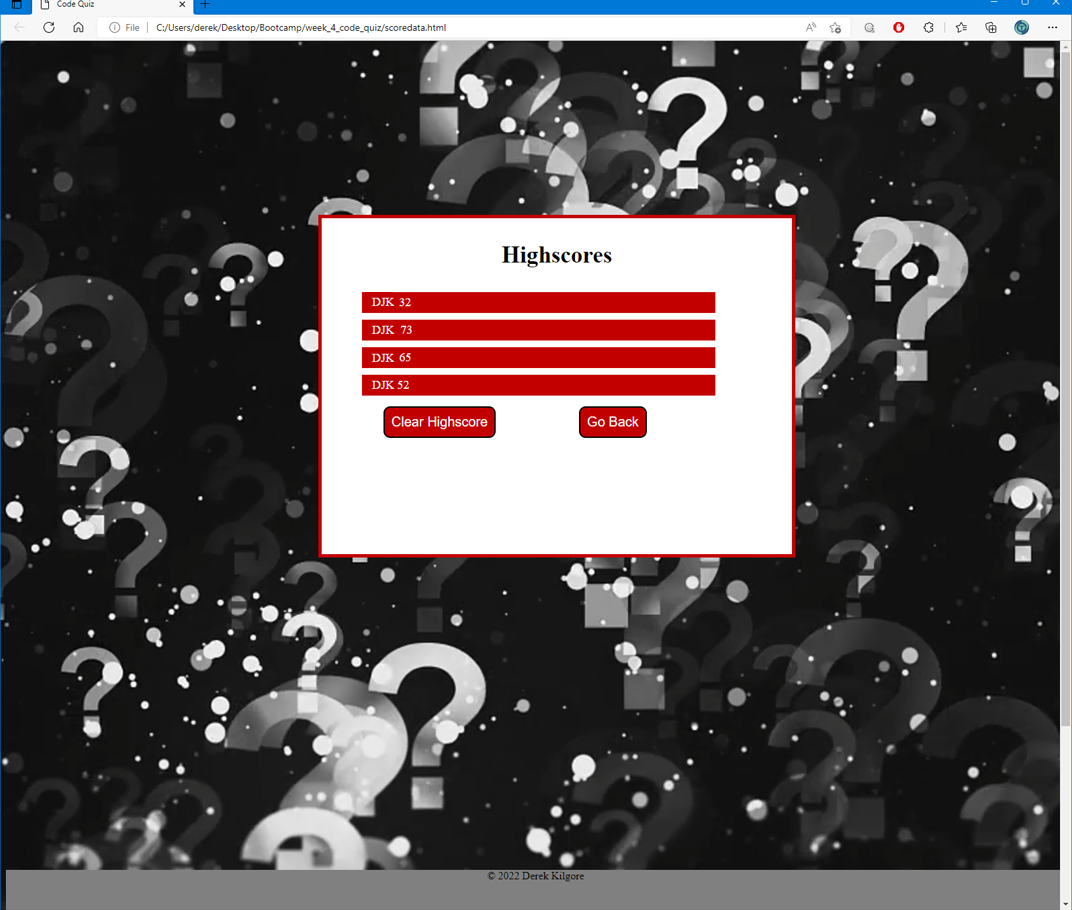 Code Quiz
File C:/Users/derek/Desktop/Bootcamp/week_4_code_quiz/scoredata.html
Highscores
DJK 32
DJK 73
DJK 65
DJK 52
Clear Highscore Go Back
© 2022 Derek Kilgore